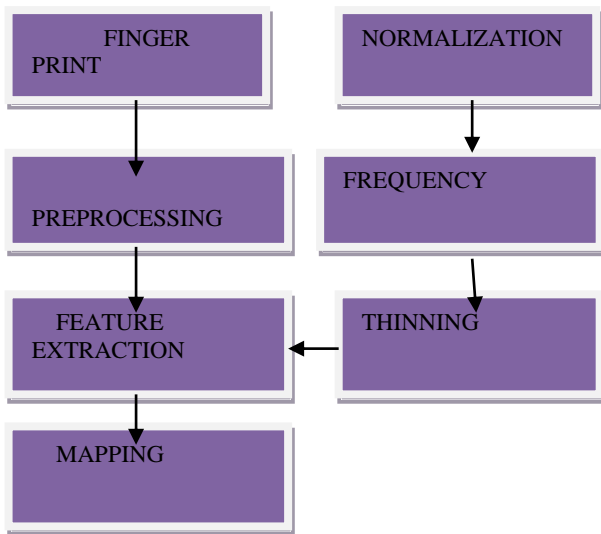 FINGER
PRINT
NORMALIZATION
PREPROCESSING
FREQUENCY
FEATURE
EXTRACTION
THINNING
MAPPING